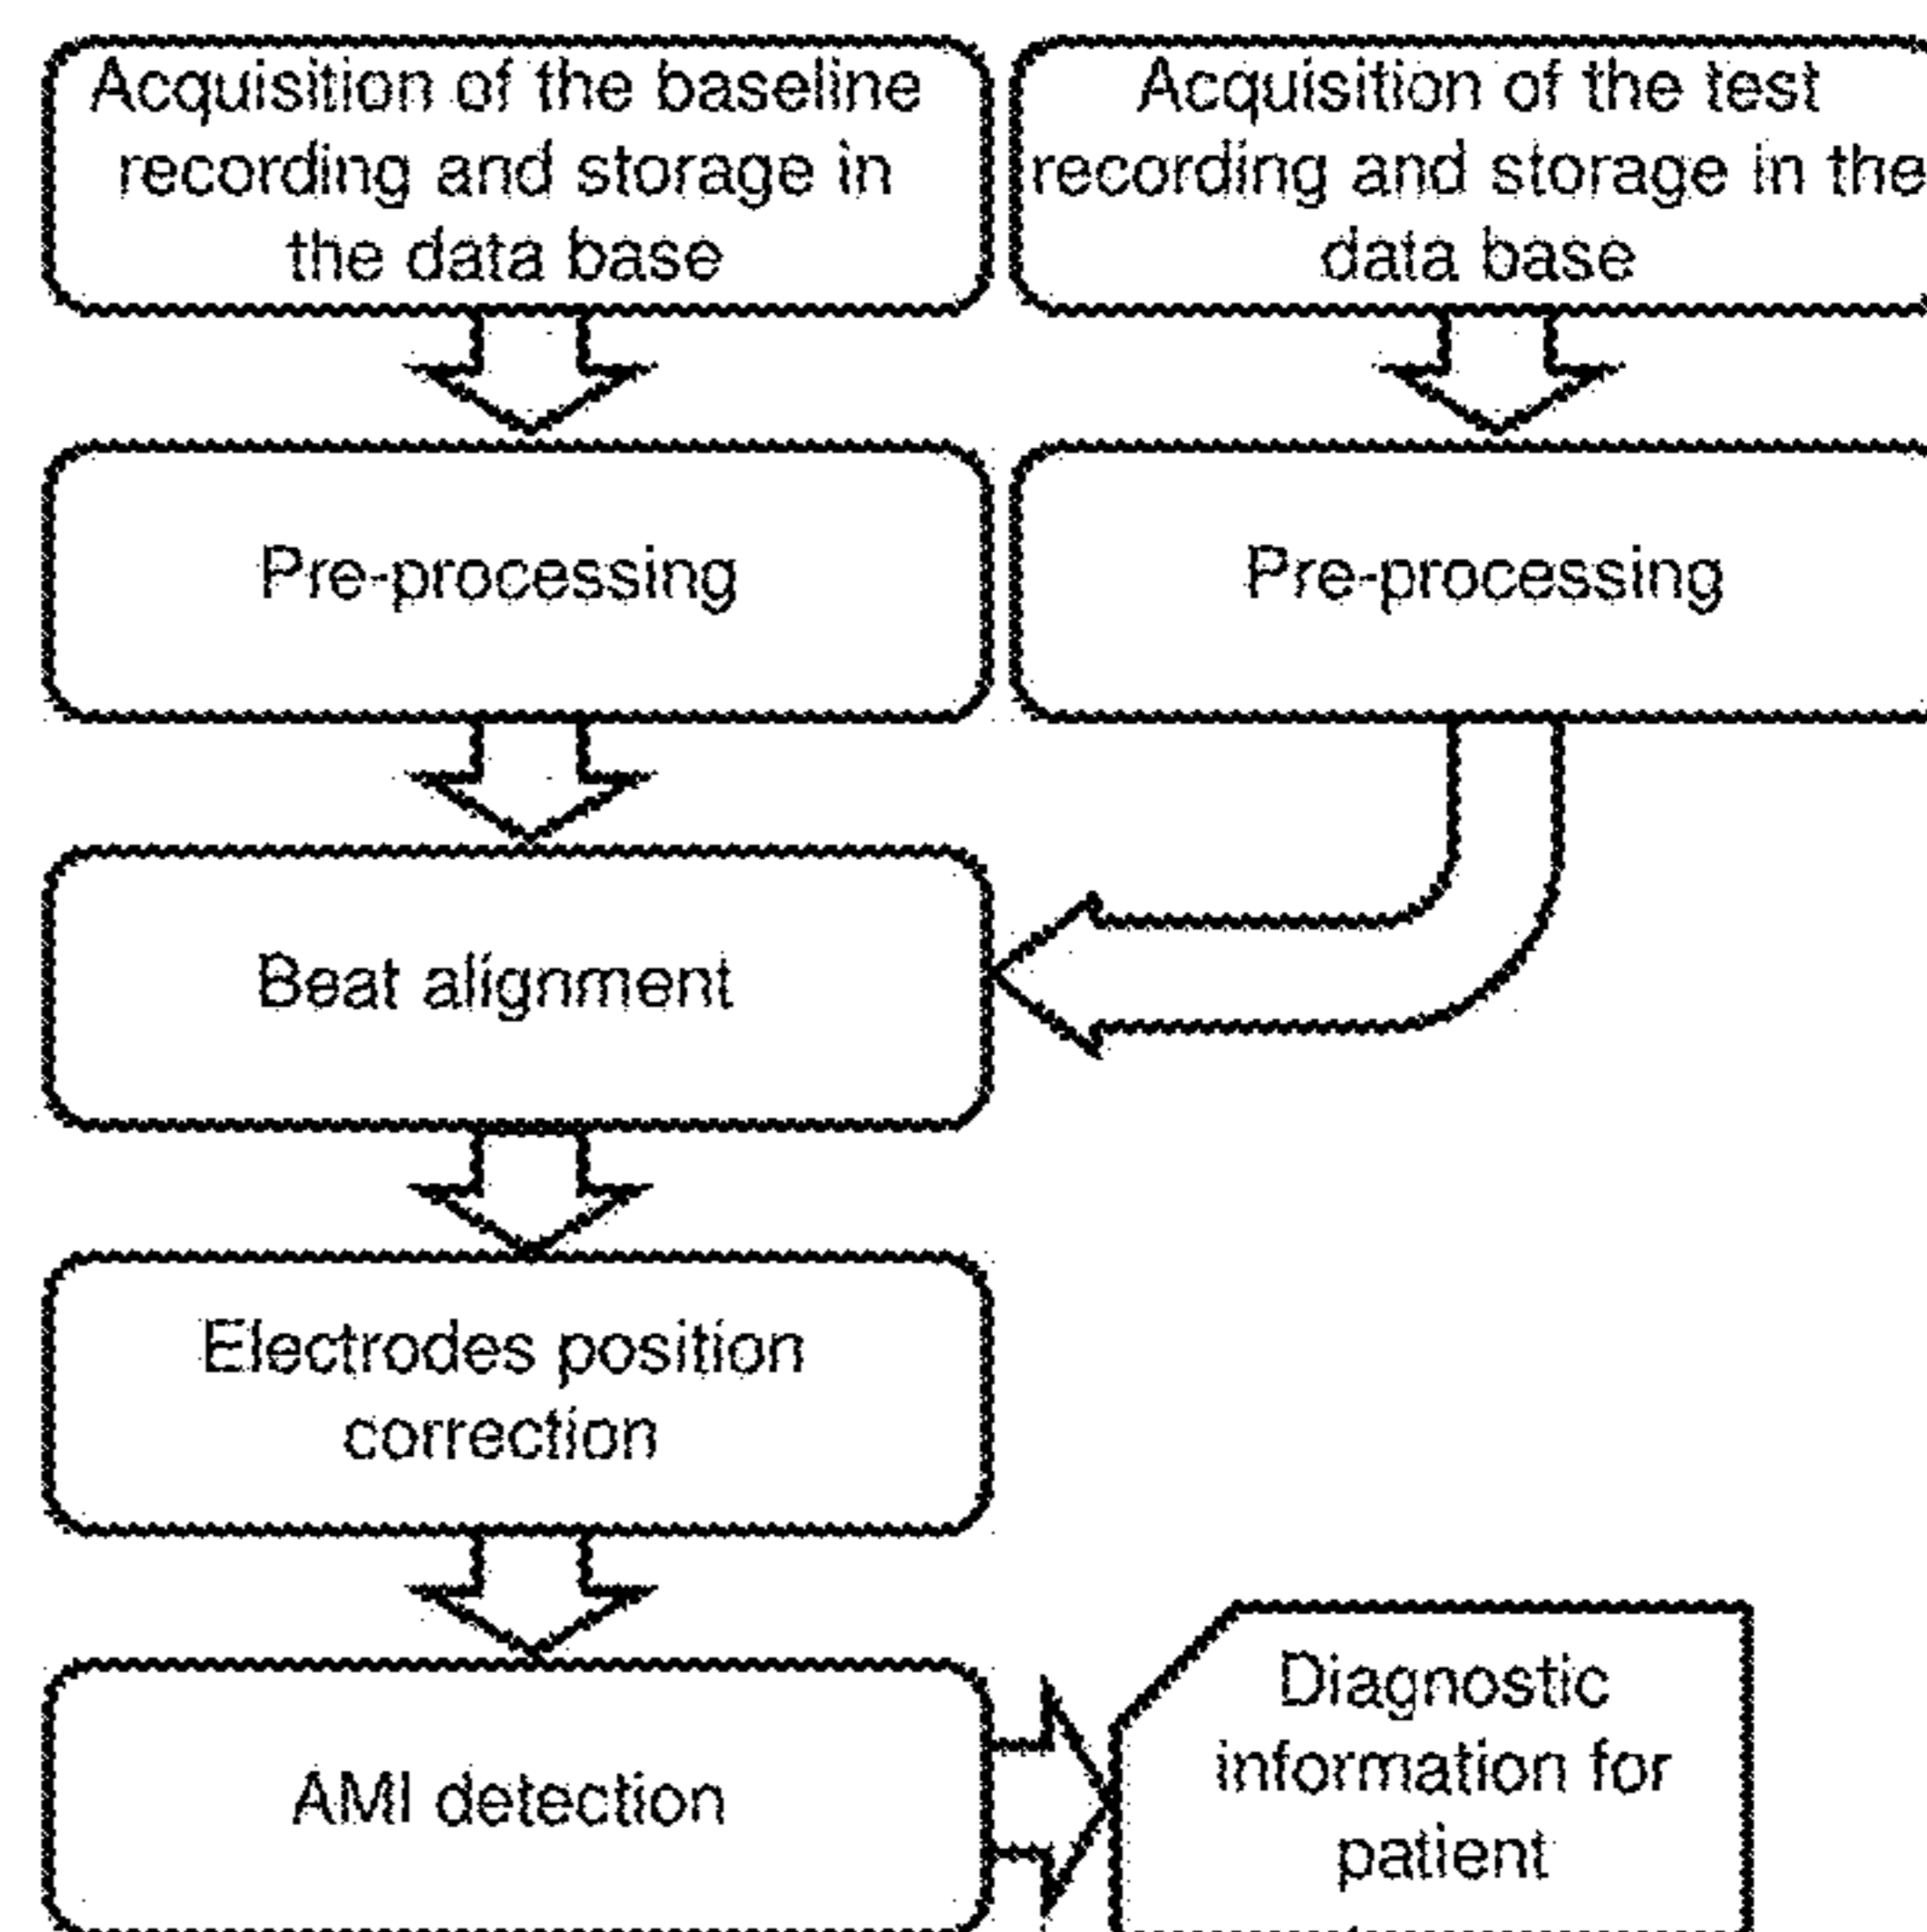 Acquisition of the baseline
recording and storage in
the data base
Acquisition of the test
recording and storage in the
data base
Pre-processing
Pre-processing
Beat alignment
Electrodes position
correction
AMI detection
Diagnostic
information for
patient